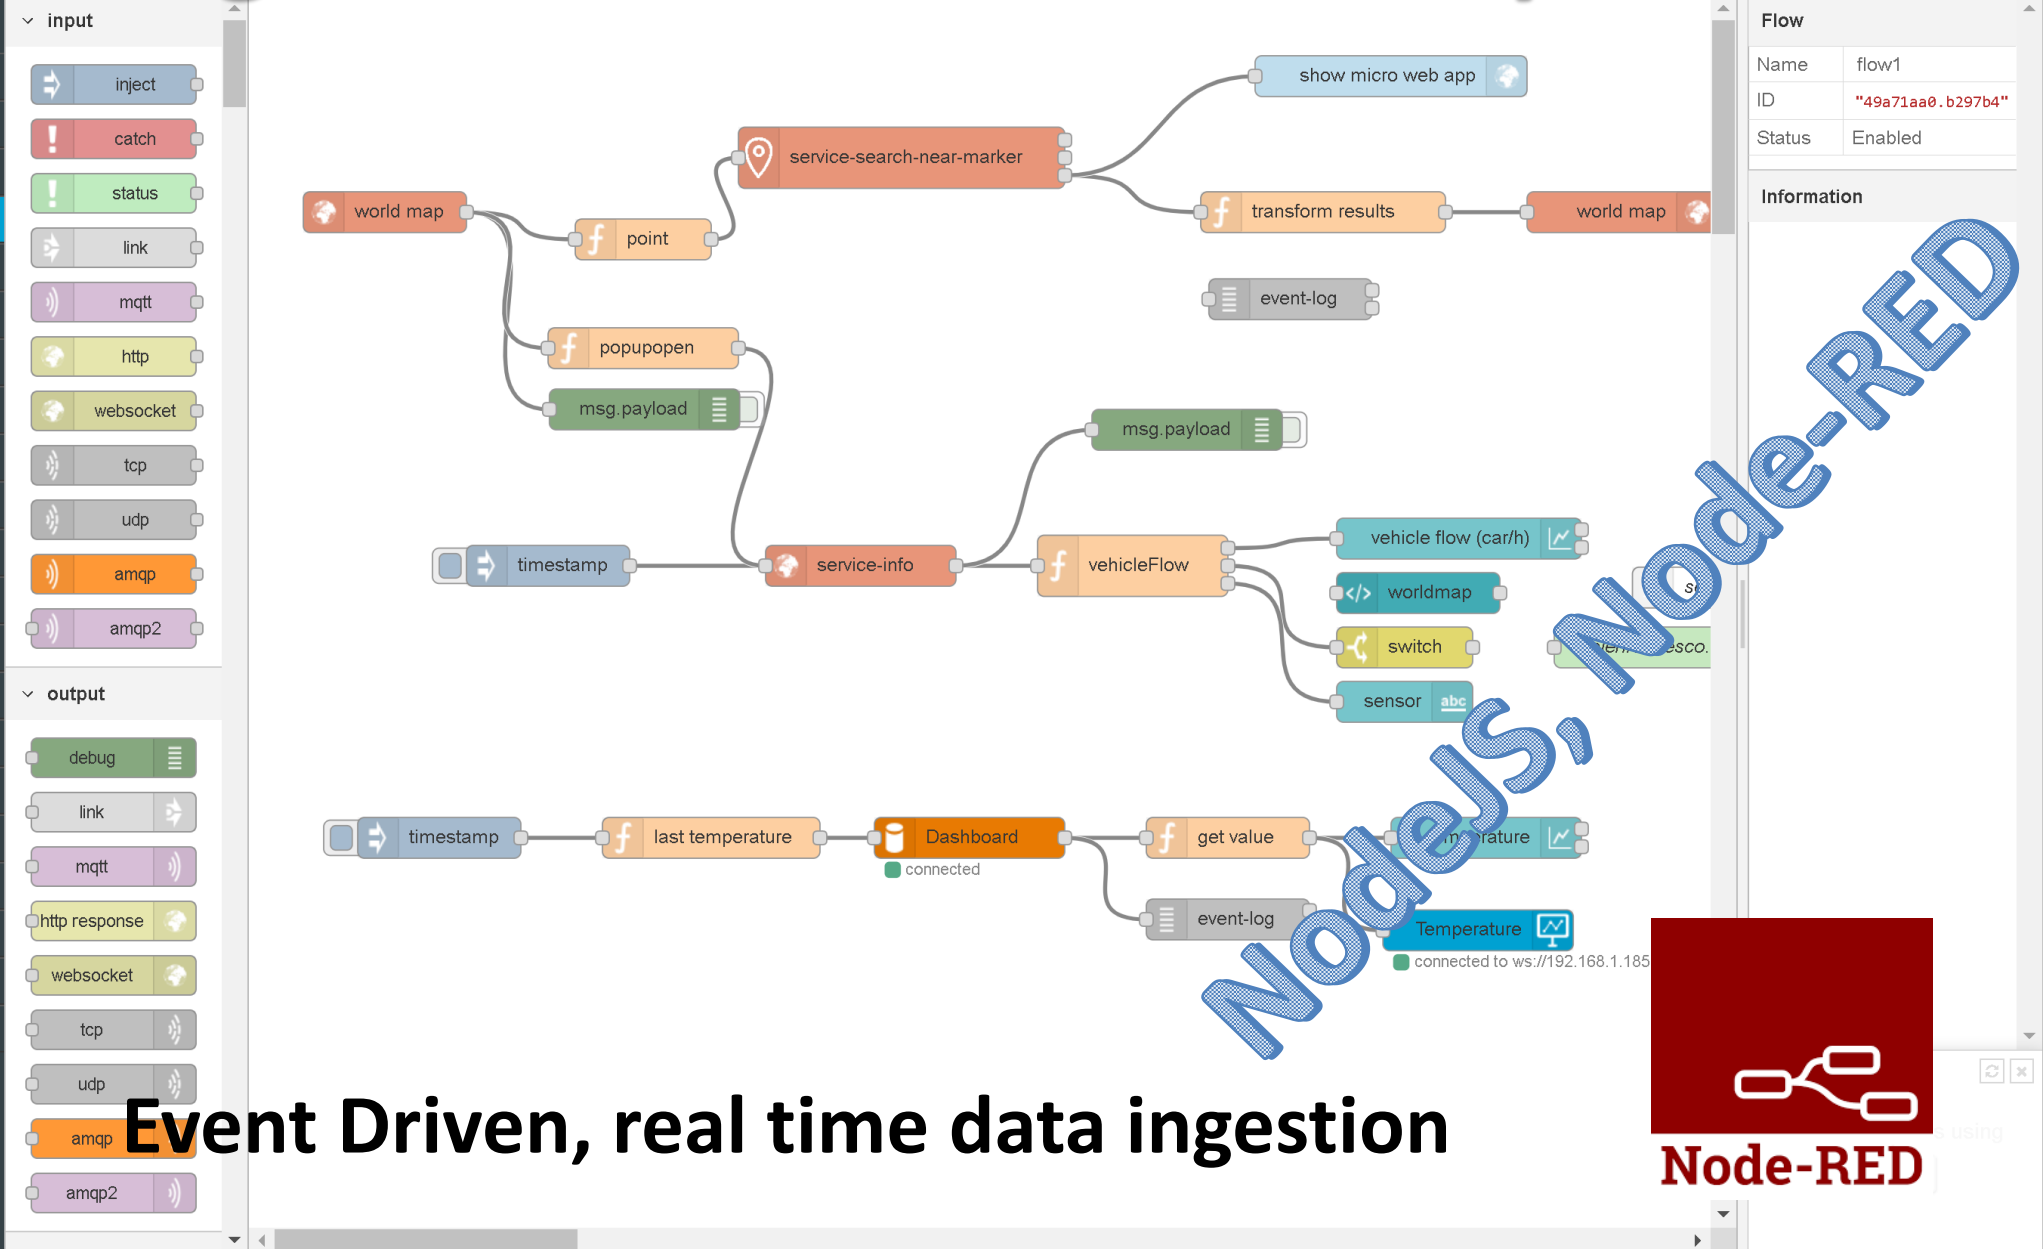 input
inject
catch
status
link
mqtt
http
websocket
tcp
udp
amqp
amqp2
output
debug
link
mqtt
http response
websocket
tcp
udp
amqp
amqp2
show micro web app
service-search-near-marker
world map
point
transform results
world map
event-log
popupopen
msg.payload
msg.payload
timestamp
service-info
vehicleFlow
vehicle flow (car/h)
worldmap
switch
sensor
abc
timestamp
last temperature
Dashboard
connected
get value
event-log
Temperature
connected to ws://192.168.1.185
Flow
Name flow1
ID "49a71aa0.b297b4"
Status Enabled
Information
NodeJS, Node-RED
Event Driven, real time data ingestion
Node-RED
using